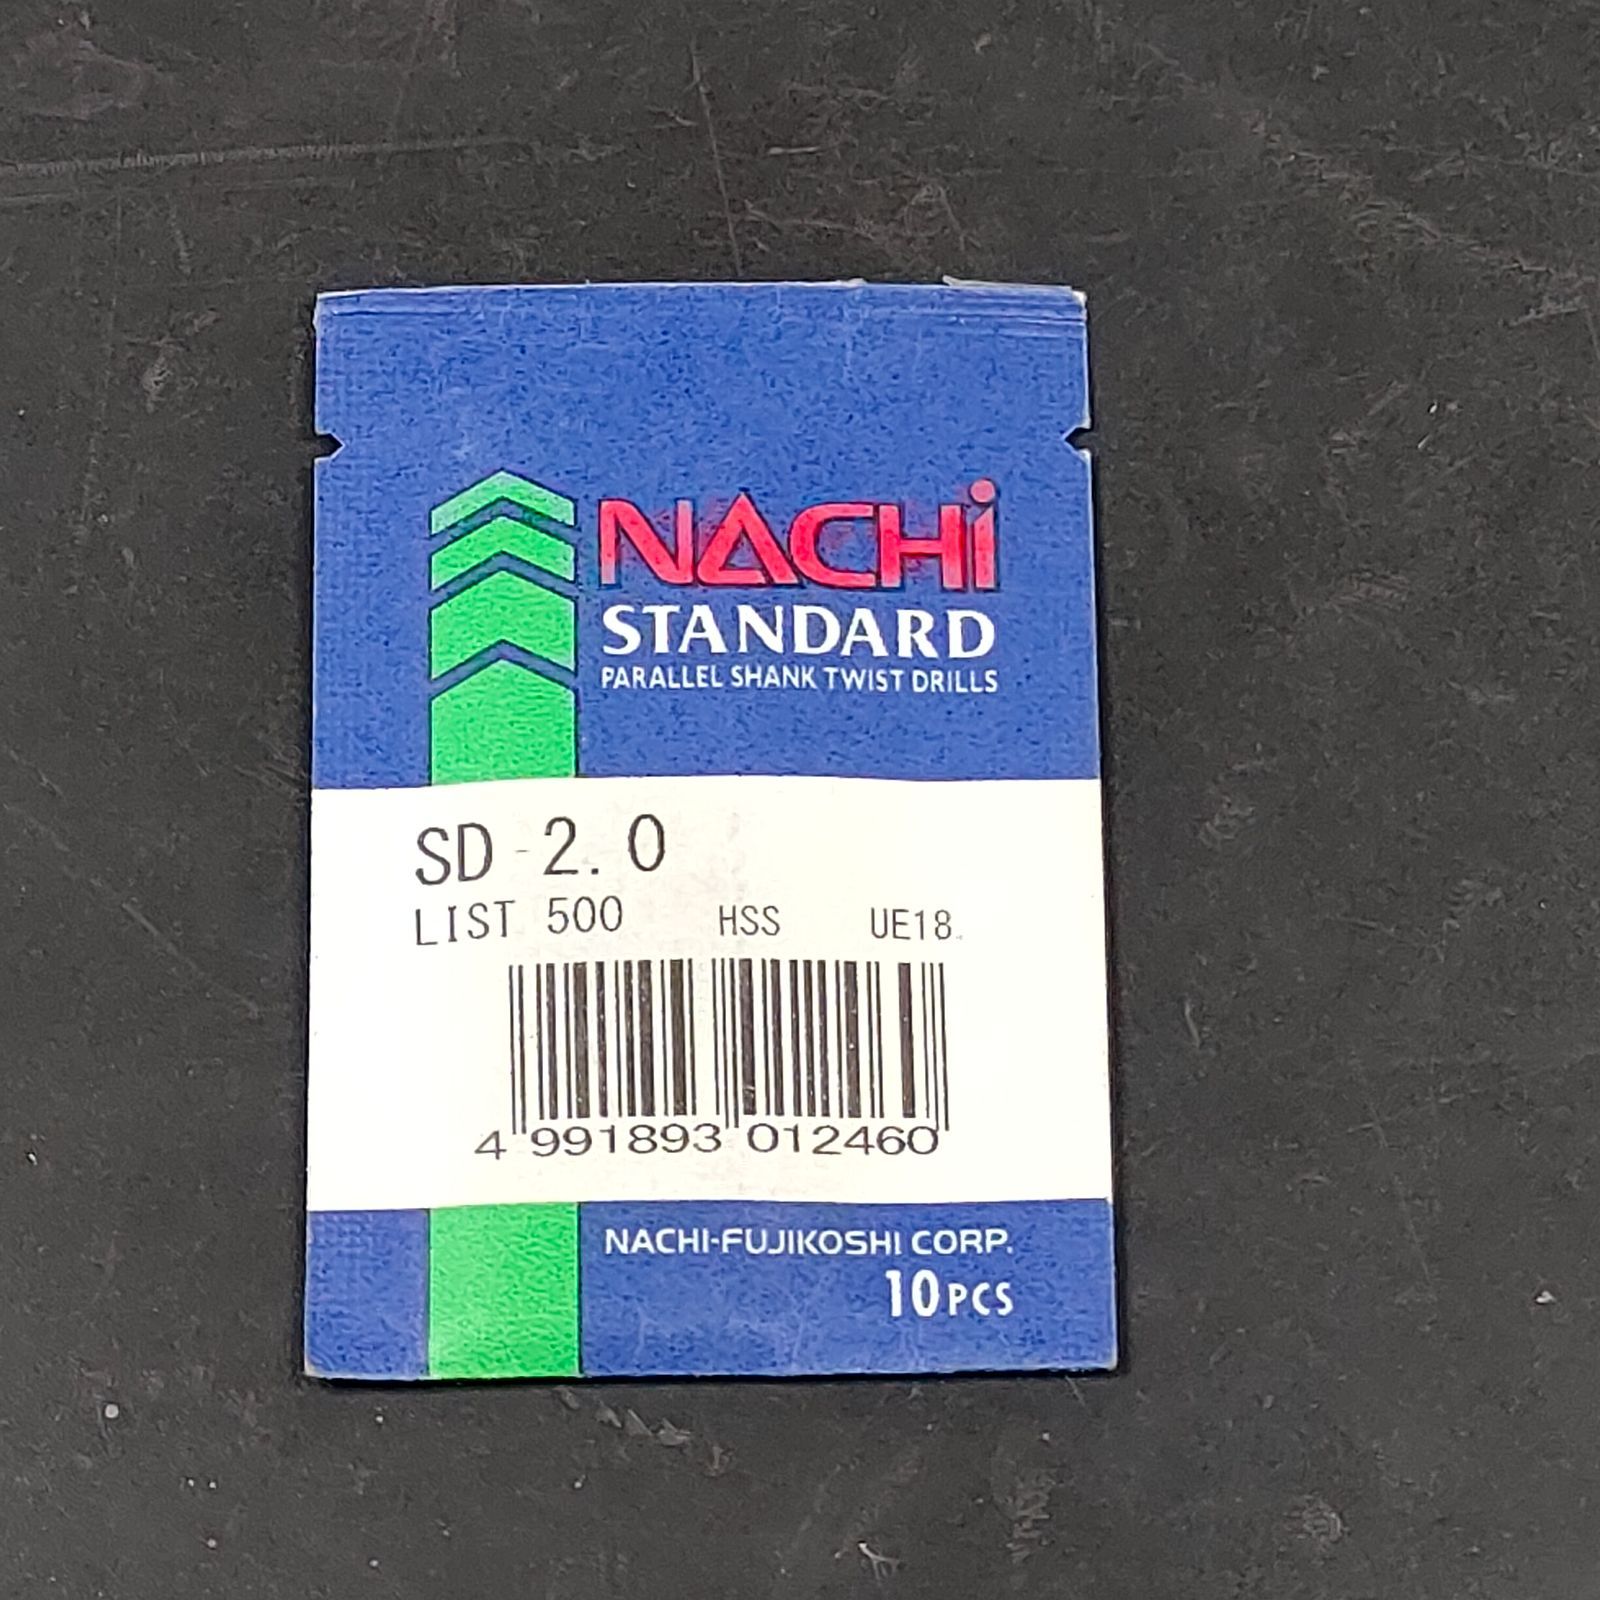 NACHi
STANDARD
PARALLEL SHANK TWIST DRILLS
SD 2.0
LIST 500 HSS UE18
4 991893 012460
NACHI-FUJIKOSHI CORP.
10PCS